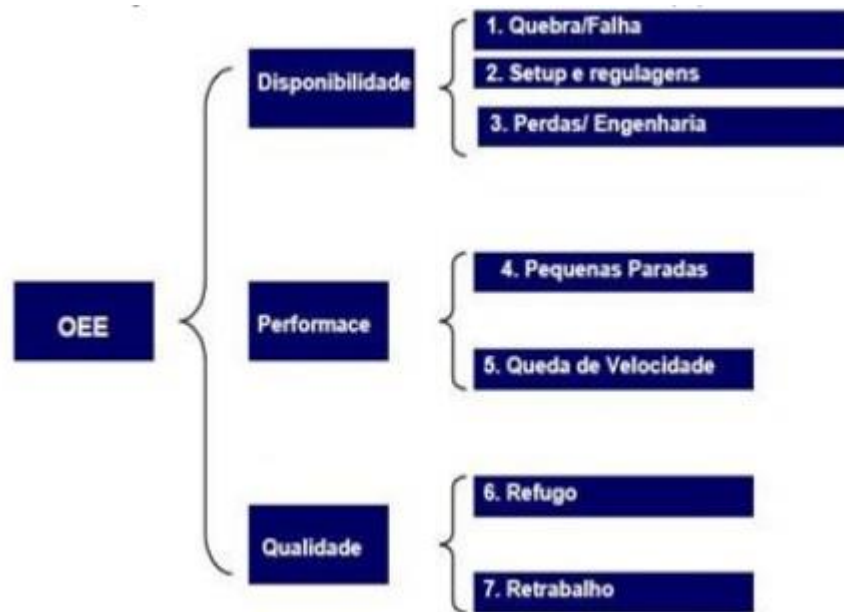 Disponibilidade
1. Quebra/Falha
2. Setup e regulagens
3. Perdas/ Engenharia
OEE
Performace
4. Pequenas Paradas
5. Queda de Velocidade
Qualidade
6. Refugo
7. Retrabalho